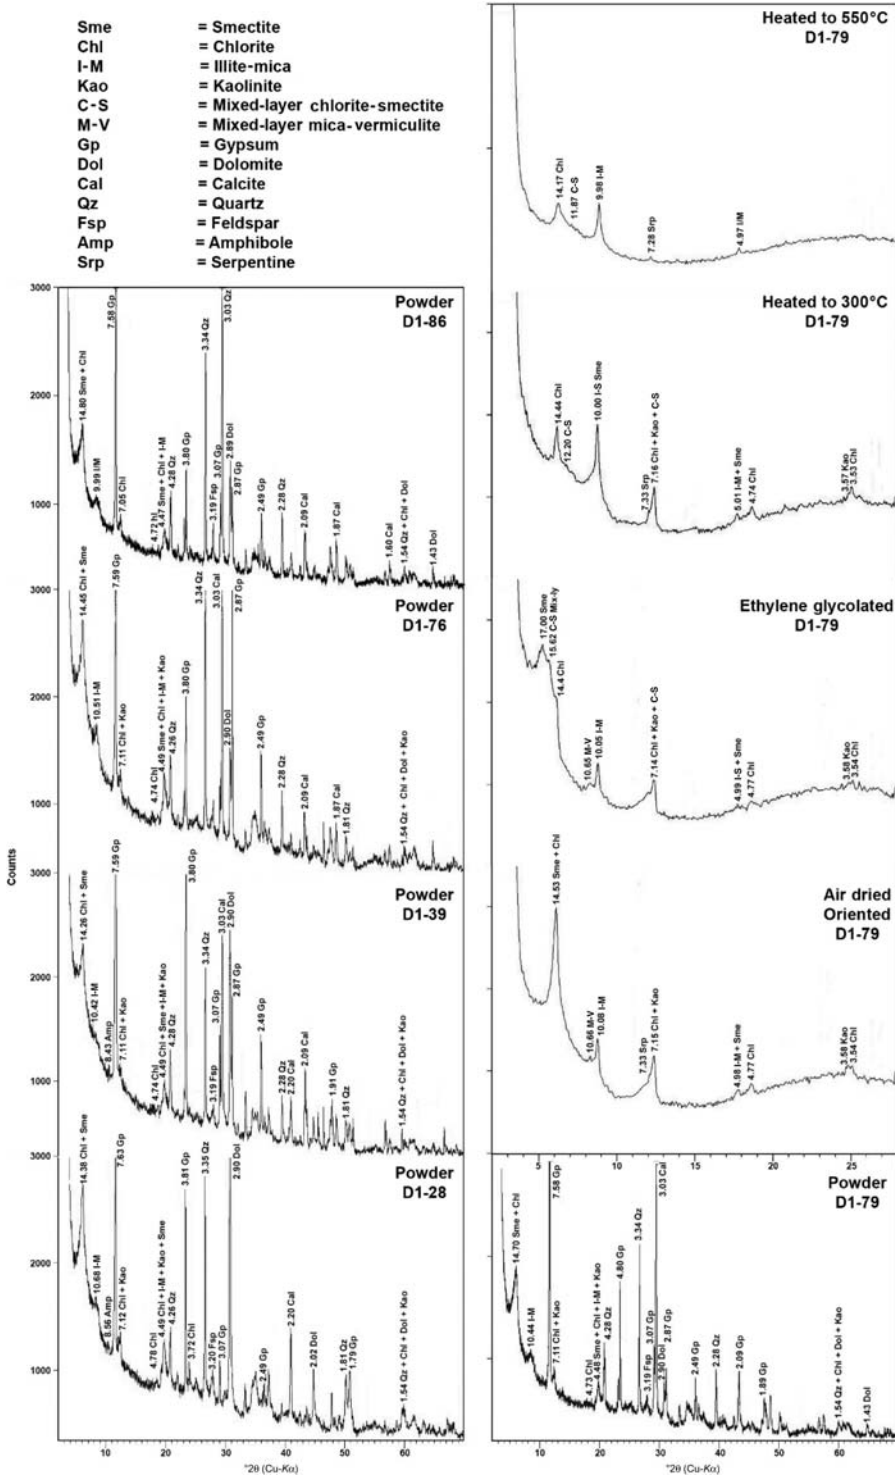 Sme = Smectite
Chl = Chlorite
I-M = Illite-mica
Kao = Kaolinite
C-S = Mixed-layer chlorite-smectite
M-V = Mixed-layer mica-vermiculite
Gp = Gypsum
Dol = Dolomite
Cal = Calcite
Qz = Quartz
Fsp = Feldspar
Amp = Amphibole
Srp = Serpentine
Counts
Powder
D1-86
3000
2000
1000
14.80 Sme + Chl
9.99 I/M
7.58 Gp
7.05 Chl
4.72 hl
4.47 Sme + Chl + I-M
4.28 Qz
3.80 Gp
3.34 Qz
3.19 Fsp
3.07 Gp
3.03 Qz
2.89 Dol
2.87 Gp
2.49 Gp
2.28 Qz
2.09 Cal
1.87 Cal
1.60 Cal
1.54 Qz + Chl + Dol
1.43 Dol
Powder
D1-76
3000
2000
1000
14.45 Chl + Sme
10.51 I-M
7.59 Gp
7.11 Chl + Kao
4.74 Chl
4.49 Sme + Chl + I-M + Kao
4.26 Qz
3.80 Gp
3.34 Qz
3.03 Cal
2.90 Dol
2.87 Gp
2.49 Gp
2.28 Qz
2.09 Cal
1.87 Cal
1.81 Qz
1.54 Qz + Chl + Dol + Kao
Powder
D1-39
3000
2000
1000
14.26 Chl + Sme
10.42 I-M
8.43 Amp
7.59 Gp
7.11 Chl + Kao
4.74 Chl
4.49 Chl + Sme +I-M + Kao
4.28 Qz
3.80 Gp
3.34 Qz
3.19 Fsp
3.07 Gp
3.03 Cal
2.90 Dol
2.87 Gp
2.49 Gp
2.28 Qz
2.20 Cal
2.09 Cal
1.91 Gp
1.81 Qz
1.54 Qz + Chl + Dol + Kao
Powder
D1-28
3000
2000
1000
14.38 Chl + Sme
10.68 I-M
8.56 Amp
7.63 Gp
7.12 Chl + Kao
4.78 Chl
4.49 Chl + I-M + Kao + Sme
4.26 Qz
3.81 Gp
3.72 Chl
3.35 Qz
3.20 Fsp
3.07 Gp
2.90 Dol
2.49 Gp
2.20 Cal
2.02 Dol
1.81 Qz
1.79 Gp
1.54 Qz + Chl + Dol + Kao
10 20 30 40 50 60
°2θ (Cu-Kα)
Heated to 550°C
D1-79
14.17 Chl
11.87 C-S
9.98 I-M
7.28 Srp
4.97 I/M
Heated to 300°C
D1-79
14.44 Chl
12.20 C-S
10.00 I-S Sme
7.33 Srp
7.16 Chl + Kao + C-S
5.01 I-M + Sme
4.74 Chl
3.57 Kao
3.53 Chl
Ethylene glycolated
D1-79
17.00 Sme
15.62 C-S Mix-ly
14.4 Chl
10.65 M-V
10.05 I-M
7.14 Chl + Kao + C-S
4.99 I-S + Sme
4.77 Chl
3.58 Kao
3.54 Chl
Air dried
Oriented
D1-79
14.53 Sme + Chl
10.66 M-V
10.08 I-M
7.33 Srp
7.15 Chl + Kao
4.98 I-M + Sme
4.77 Chl
3.58 Kao
3.54 Chl
5 10 15 20 25
Powder
D1-79
14.70 Sme + Chl
10.44 I-M
7.58 Gp
7.11 Chl + Kao
4.73 Chl
4.48 Sme + Chl + I-M + Kao
4.28 Qz
4.80 Gp
3.34 Qz
3.19 Fsp
3.07 Gp
3.03 Cal
2.90 Dol
2.87 Gp
2.49 Gp
2.28 Qz
2.09 Gp
1.89 Gp
1.54 Qz + Chl + Dol + Kao
1.43 Dol
10 20 30 40 50 60
°2θ (Cu-Kα)